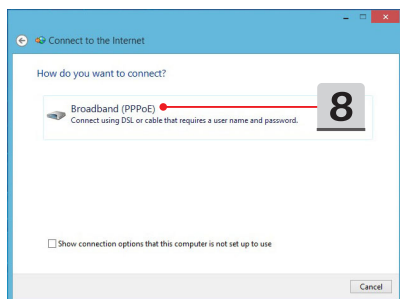 Connect to the Internet
How do you want to connect?
Broadband (PPPoE)
Connect using DSL or cable that requires a user name and password.
8
Show connection options that this computer is not set up to use
Cancel